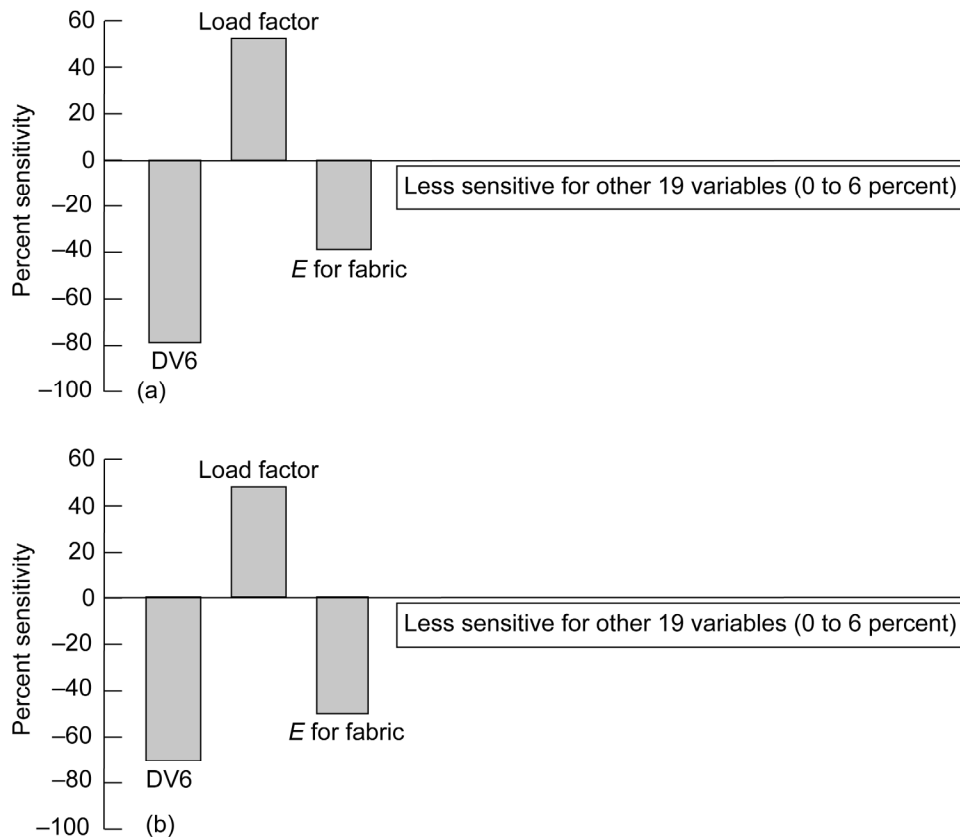 60
Load factor
40
20
0
Less sensitive for other 19 variables (0 to 6 percent)
–20
–40
E for fabric
–60
–80
DV6
–100
(a)
Percent sensitivity
60
Load factor
40
20
0
Less sensitive for other 19 variables (0 to 6 percent)
–20
–40
E for fabric
–60
–80
DV6
–100
(b)
Percent sensitivity